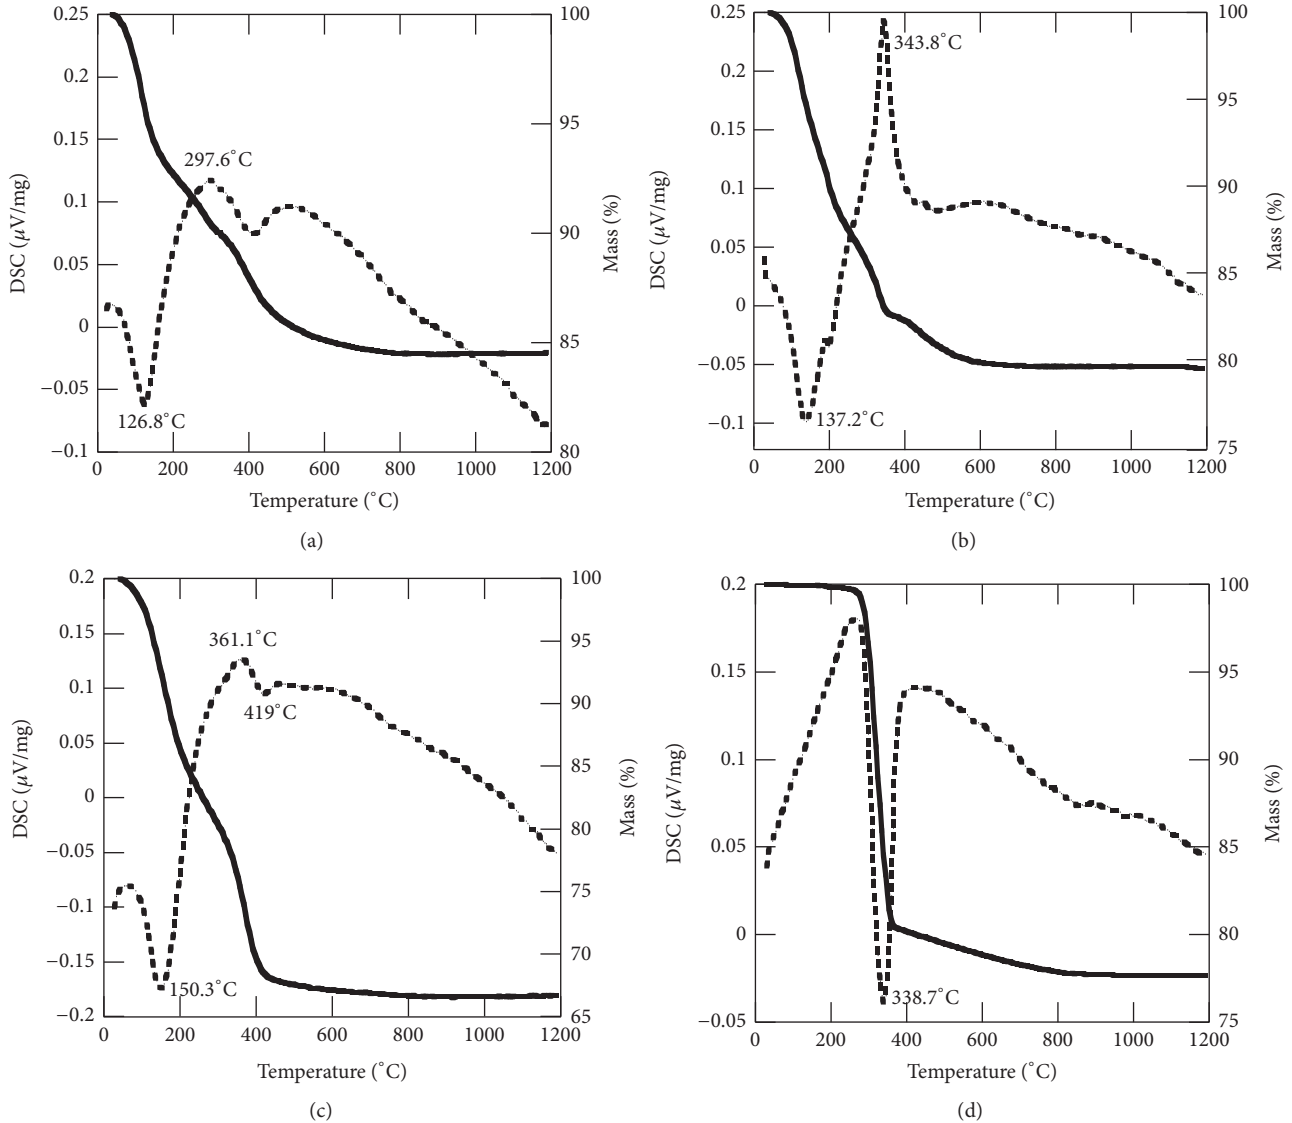 0.25
0.2
0.15
0.1
0.05
0
−0.05
−0.1
DSC (μV/mg)
100
95
90
85
80
Mass (%)
297.6°C
126.8°C
0 200 400 600 800 1000 1200
Temperature (°C)
(a)
0.25
0.2
0.15
0.1
0.05
0
−0.05
−0.1
DSC (μV/mg)
100
95
90
85
80
75
Mass (%)
343.8°C
137.2°C
0 200 400 600 800 1000 1200
Temperature (°C)
(b)
0.2
0.15
0.1
0.05
0
−0.05
−0.1
−0.15
−0.2
DSC (μV/mg)
100
95
90
85
80
75
70
65
Mass (%)
361.1°C
419°C
150.3°C
0 200 400 600 800 1000 1200
Temperature (°C)
(c)
0.2
0.15
0.1
0.05
0
−0.05
DSC (μV/mg)
100
95
90
85
80
75
Mass (%)
338.7°C
0 200 400 600 800 1000 1200
Temperature (°C)
(d)